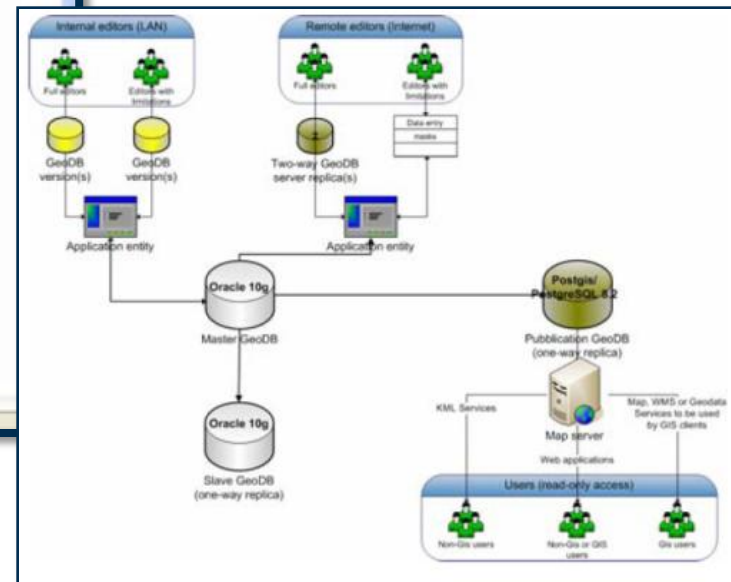 Internal editors (LAN)
Full editors
Editors with
limitations
GeoDB
version(s)
GeoDB
version(s)
Application entity
Remote editors (Internet)
Full editors
Editors with
limitations
Data entry
masks
Two-way GeoDB
server replica(s)
Application entity
Oracle 10g
Master GeoDB
Oracle 10g
Slave GeoDB
(one-way replica)
Postgis/
PostgreSQL 8.2
Pubblication GeoDB
(one-way replica)
Map server
KML Services
Web applications
Map, WMS or Geodata
Services to be used
by GIS clients
Users (read-only access)
Non-Gis users
Non-Gis or GIS
users
Gis users